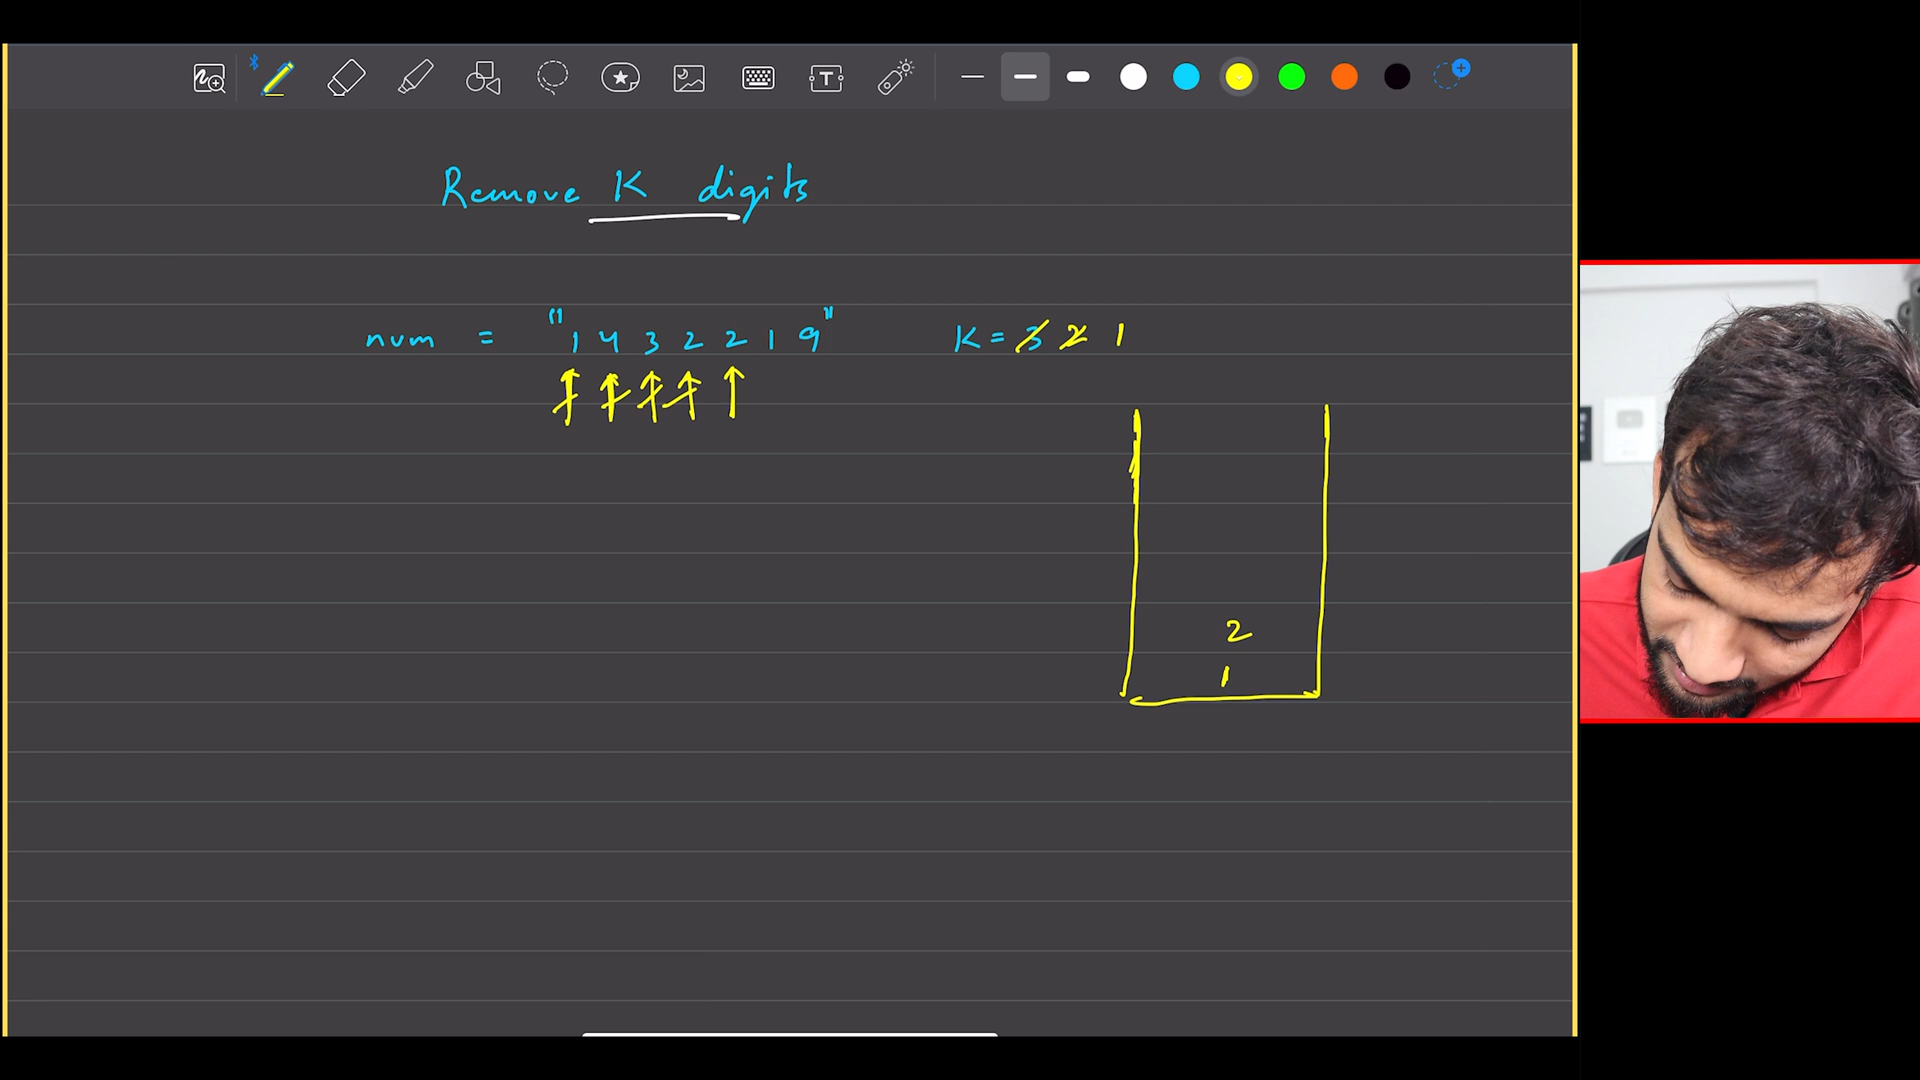 Remove K digits
num = "1432219" K = 3 2 1
2
1